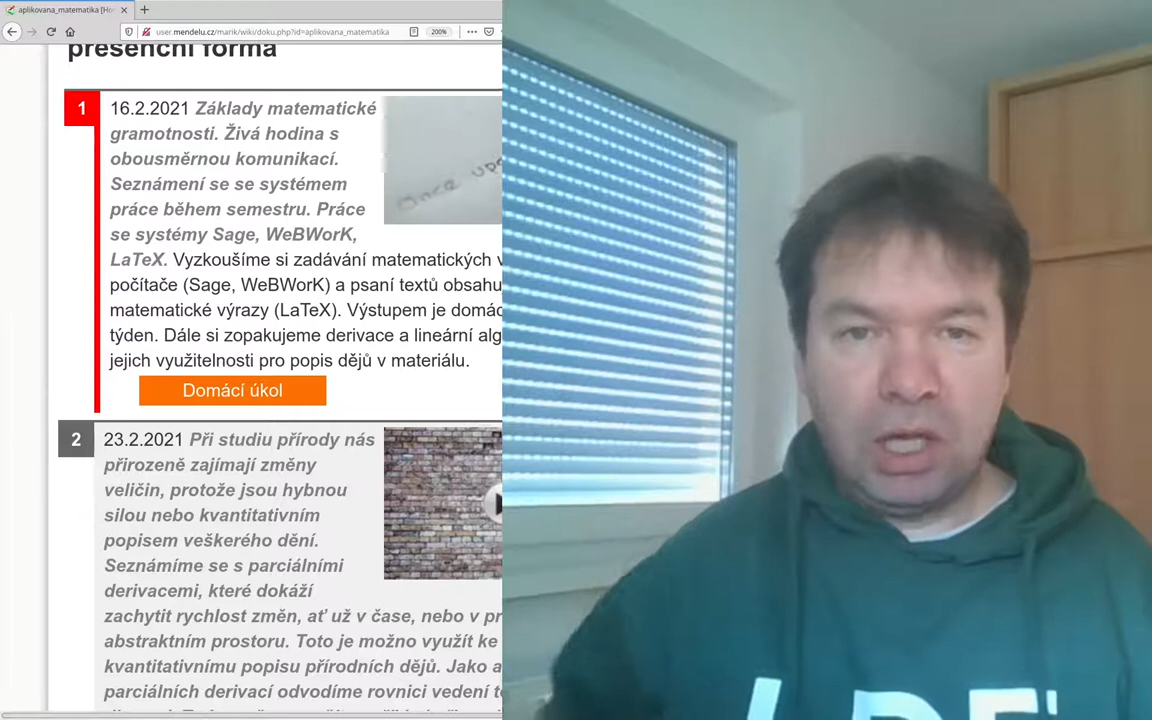 aplikovana_matematika [Ho
user.mendelu.cz/marik/wiki/doku.php?id=aplikovana_matematika
200%
presenční forma
1
16.2.2021 Základy matematické
gramotnosti. Živá hodina s
obousměrnou komunikací.
Seznámení se se systémem
práce během semestru. Práce
se systémy Sage, WeBWorK,
LaTeX. Vyzkoušíme si zadávání matematických v
počítače (Sage, WeBWorK) a psaní textů obsahu
matematické výrazy (LaTeX). Výstupem je domác
týden. Dále si zopakujeme derivace a lineární alg
jejich využitelnosti pro popis dějů v materiálu.
Once upo
Domácí úkol
2
23.2.2021 Při studiu přírody nás
přirozeně zajímají změny
veličin, protože jsou hybnou
silou nebo kvantitativním
popisem veškerého dění.
Seznámíme se s parciálními
derivacemi, které dokáží
zachytit rychlost změn, ať už v čase, nebo v pr
abstraktním prostoru. Toto je možno využít ke
kvantitativnímu popisu přírodních dějů. Jako a
parciálních derivací odvodíme rovnici vedení te